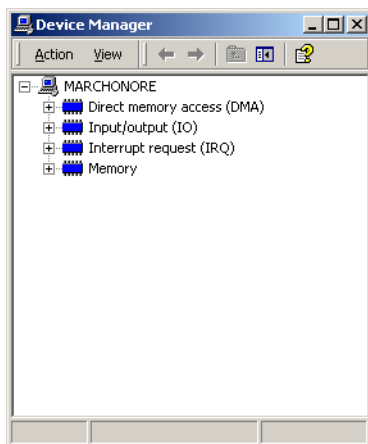 Device Manager
Action View
MARCHONORE
Direct memory access (DMA)
Input/output (IO)
Interrupt request (IRQ)
Memory